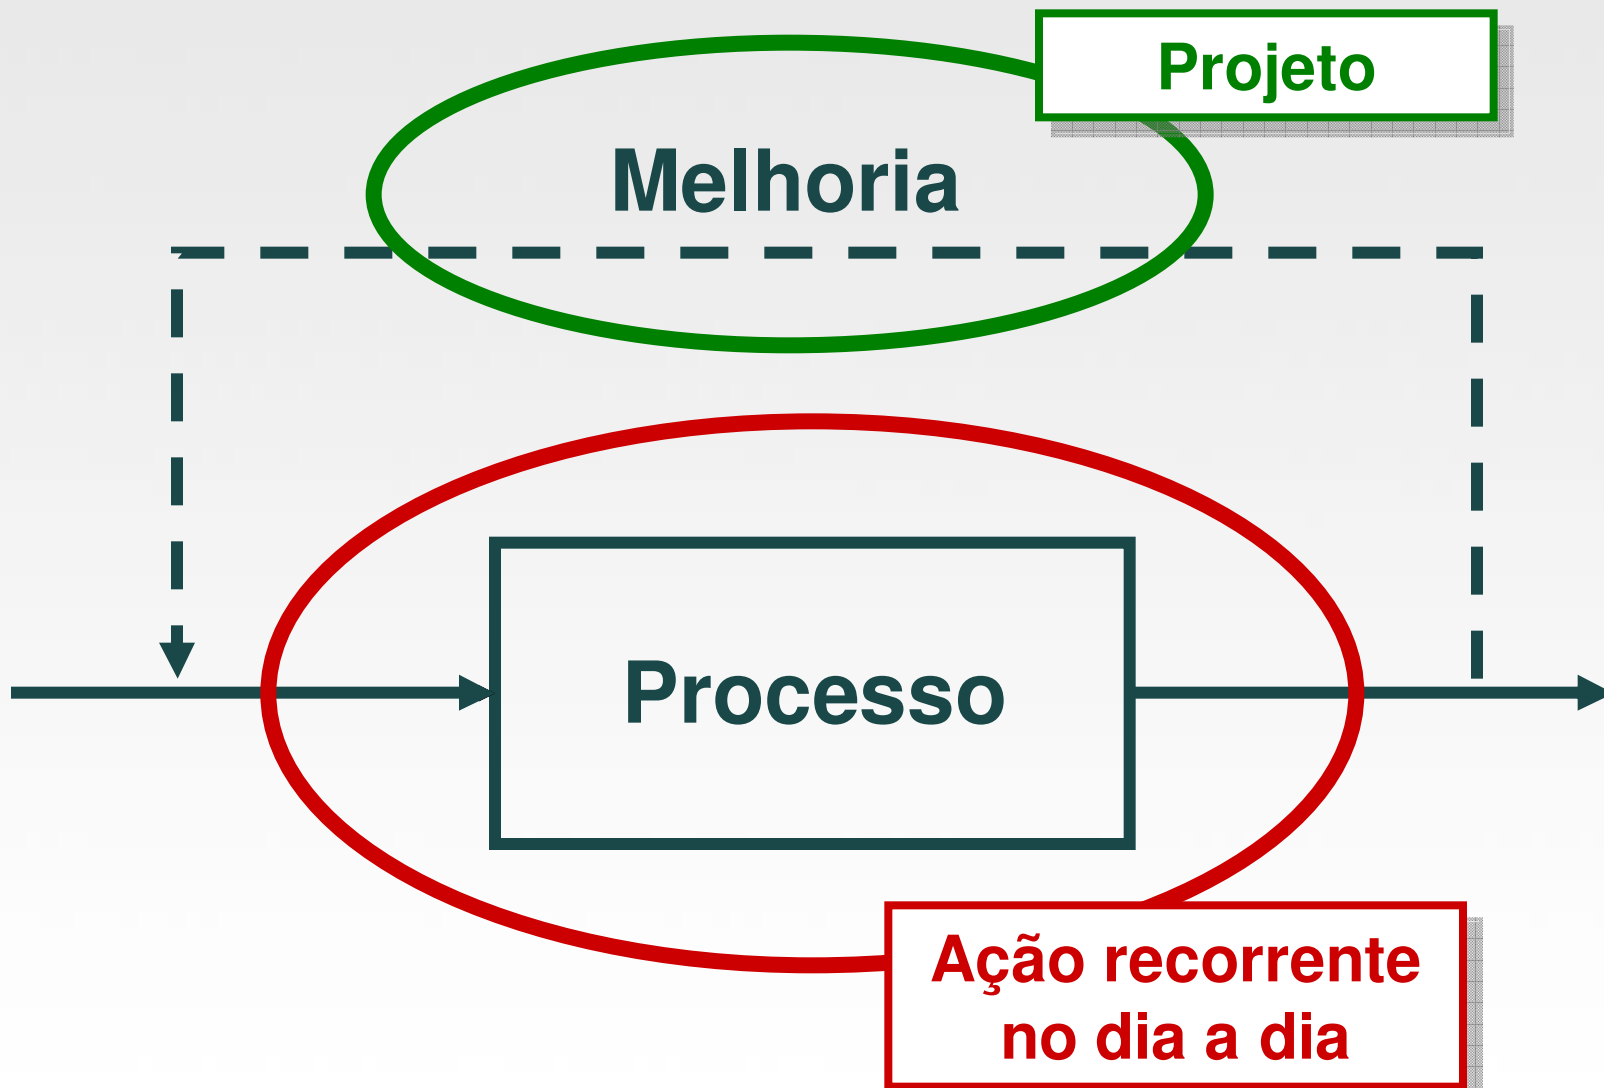 Projeto
Melhoria
Processo
Ação recorrente
no dia a dia